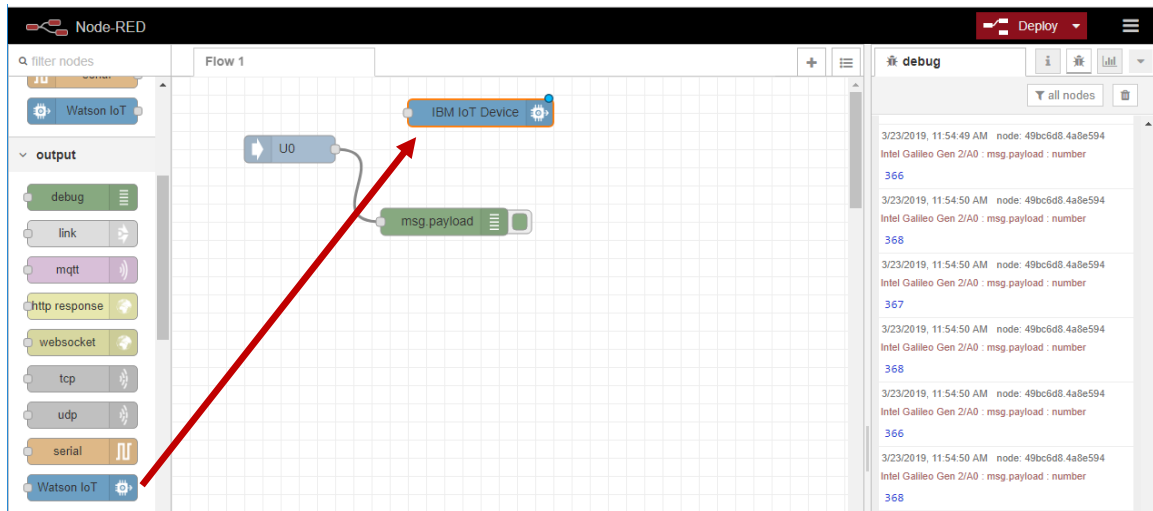 Node-RED
Deploy
filter nodes
Flow 1
debug
i
all nodes
serial
Watson IoT
output
debug
link
mqtt
http response
websocket
tcp
udp
serial
Watson IoT
IBM IoT Device
U0
msg.payload
3/23/2019, 11:54:49 AM node: 49bc6d8.4a8e594
Intel Galileo Gen 2/A0 : msg.payload : number
366
3/23/2019, 11:54:50 AM node: 49bc6d8.4a8e594
Intel Galileo Gen 2/A0 : msg.payload : number
368
3/23/2019, 11:54:50 AM node: 49bc6d8.4a8e594
Intel Galileo Gen 2/A0 : msg.payload : number
367
3/23/2019, 11:54:50 AM node: 49bc6d8.4a8e594
Intel Galileo Gen 2/A0 : msg.payload : number
368
3/23/2019, 11:54:50 AM node: 49bc6d8.4a8e594
Intel Galileo Gen 2/A0 : msg.payload : number
366
3/23/2019, 11:54:50 AM node: 49bc6d8.4a8e594
Intel Galileo Gen 2/A0 : msg.payload : number
368